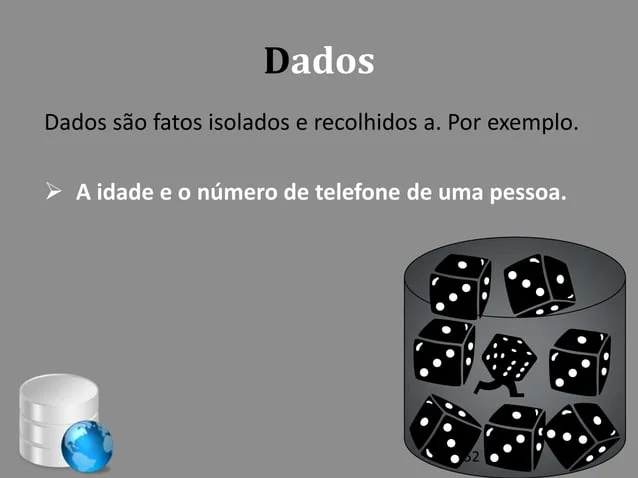 Dados
Dados são fatos isolados e recolhidos a. Por exemplo.
➢ A idade e o número de telefone de uma pessoa.